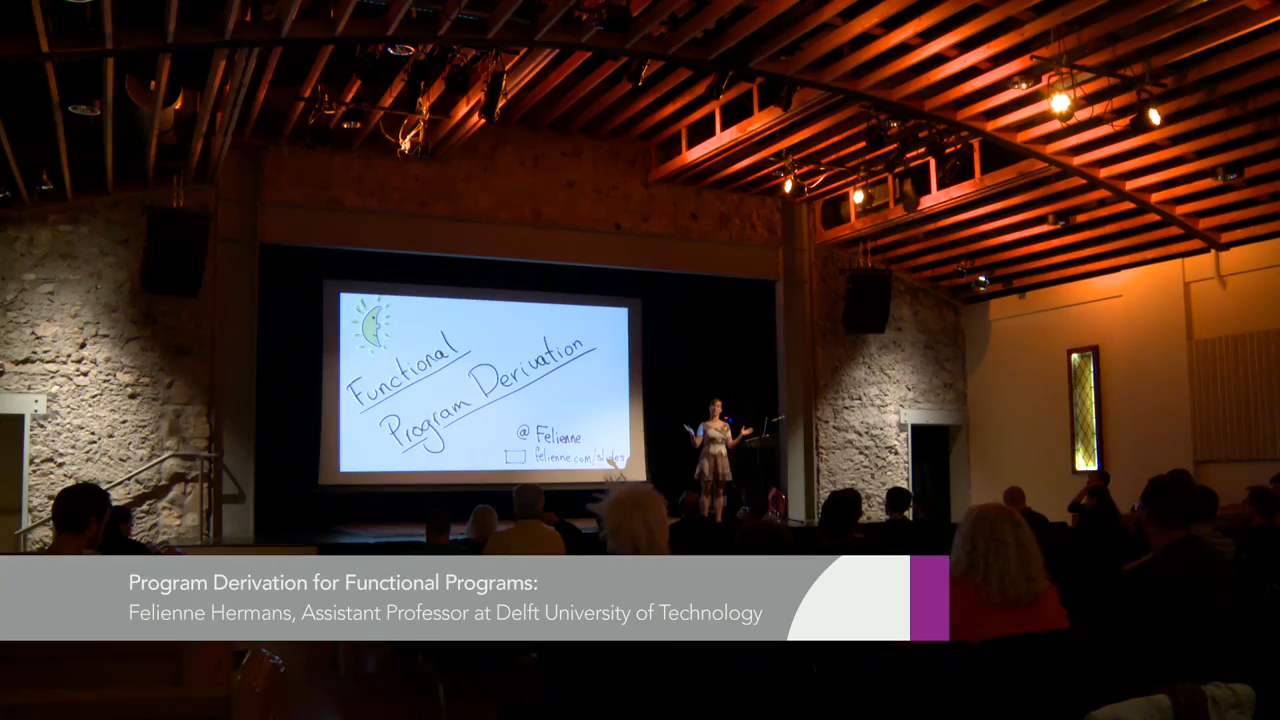 Functional
Program Derivation
@ Felienne
felienne.com/slides
Program Derivation for Functional Programs:
Felienne Hermans, Assistant Professor at Delft University of Technology